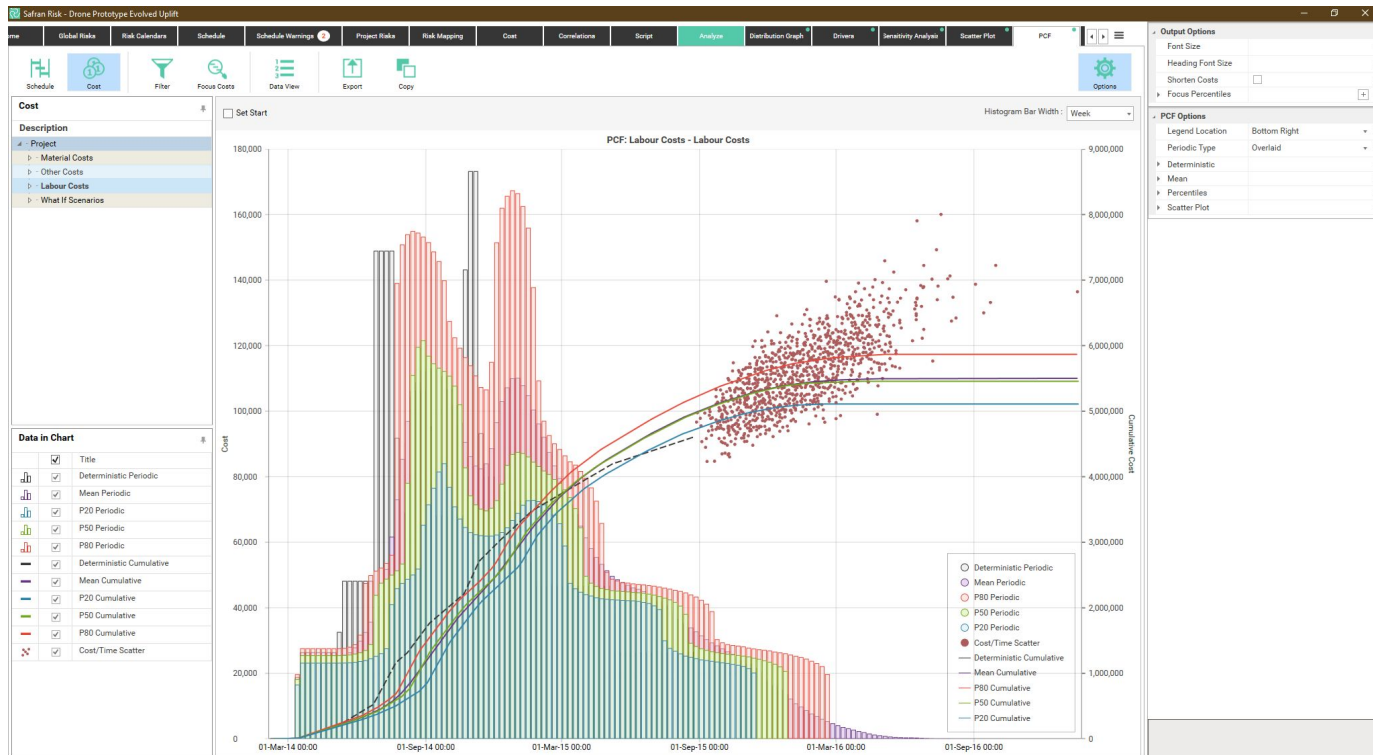 Safran Risk - Drone Prototype Evolved Uplift
ome Global Risks Risk Calendars Schedule Schedule Warnings 2 Project Risks Risk Mapping Cost Correlations Script Analyze Distribution Graph Drivers Sensitivity Analysis Scatter Plot PCF
Schedule Cost Filter Focus Costs Data View Export Copy Options
Cost
Description
Project
Material Costs
Other Costs
Labour Costs
What If Scenarios
Data in Chart
Title
Deterministic Periodic
Mean Periodic
P20 Periodic
P50 Periodic
P80 Periodic
Deterministic Cumulative
Mean Cumulative
P20 Cumulative
P50 Cumulative
P80 Cumulative
Cost/Time Scatter
Set Start
Histogram Bar Width : Week
PCF: Labour Costs - Labour Costs
180,000
160,000
140,000
120,000
100,000
80,000
60,000
40,000
20,000
0
Cost
9,000,000
8,000,000
7,000,000
6,000,000
5,000,000
4,000,000
3,000,000
2,000,000
1,000,000
0
Cumulative Cost
01-Mar-14 00:00 01-Sep-14 00:00 01-Mar-15 00:00 01-Sep-15 00:00 01-Mar-16 00:00 01-Sep-16 00:00
Deterministic Periodic
Mean Periodic
P80 Periodic
P50 Periodic
P20 Periodic
Cost/Time Scatter
Deterministic Cumulative
Mean Cumulative
P80 Cumulative
P50 Cumulative
P20 Cumulative
Output Options
Font Size
Heading Font Size
Shorten Costs
Focus Percentiles
PCF Options
Legend Location Bottom Right
Periodic Type Overlaid
Deterministic
Mean
Percentiles
Scatter Plot